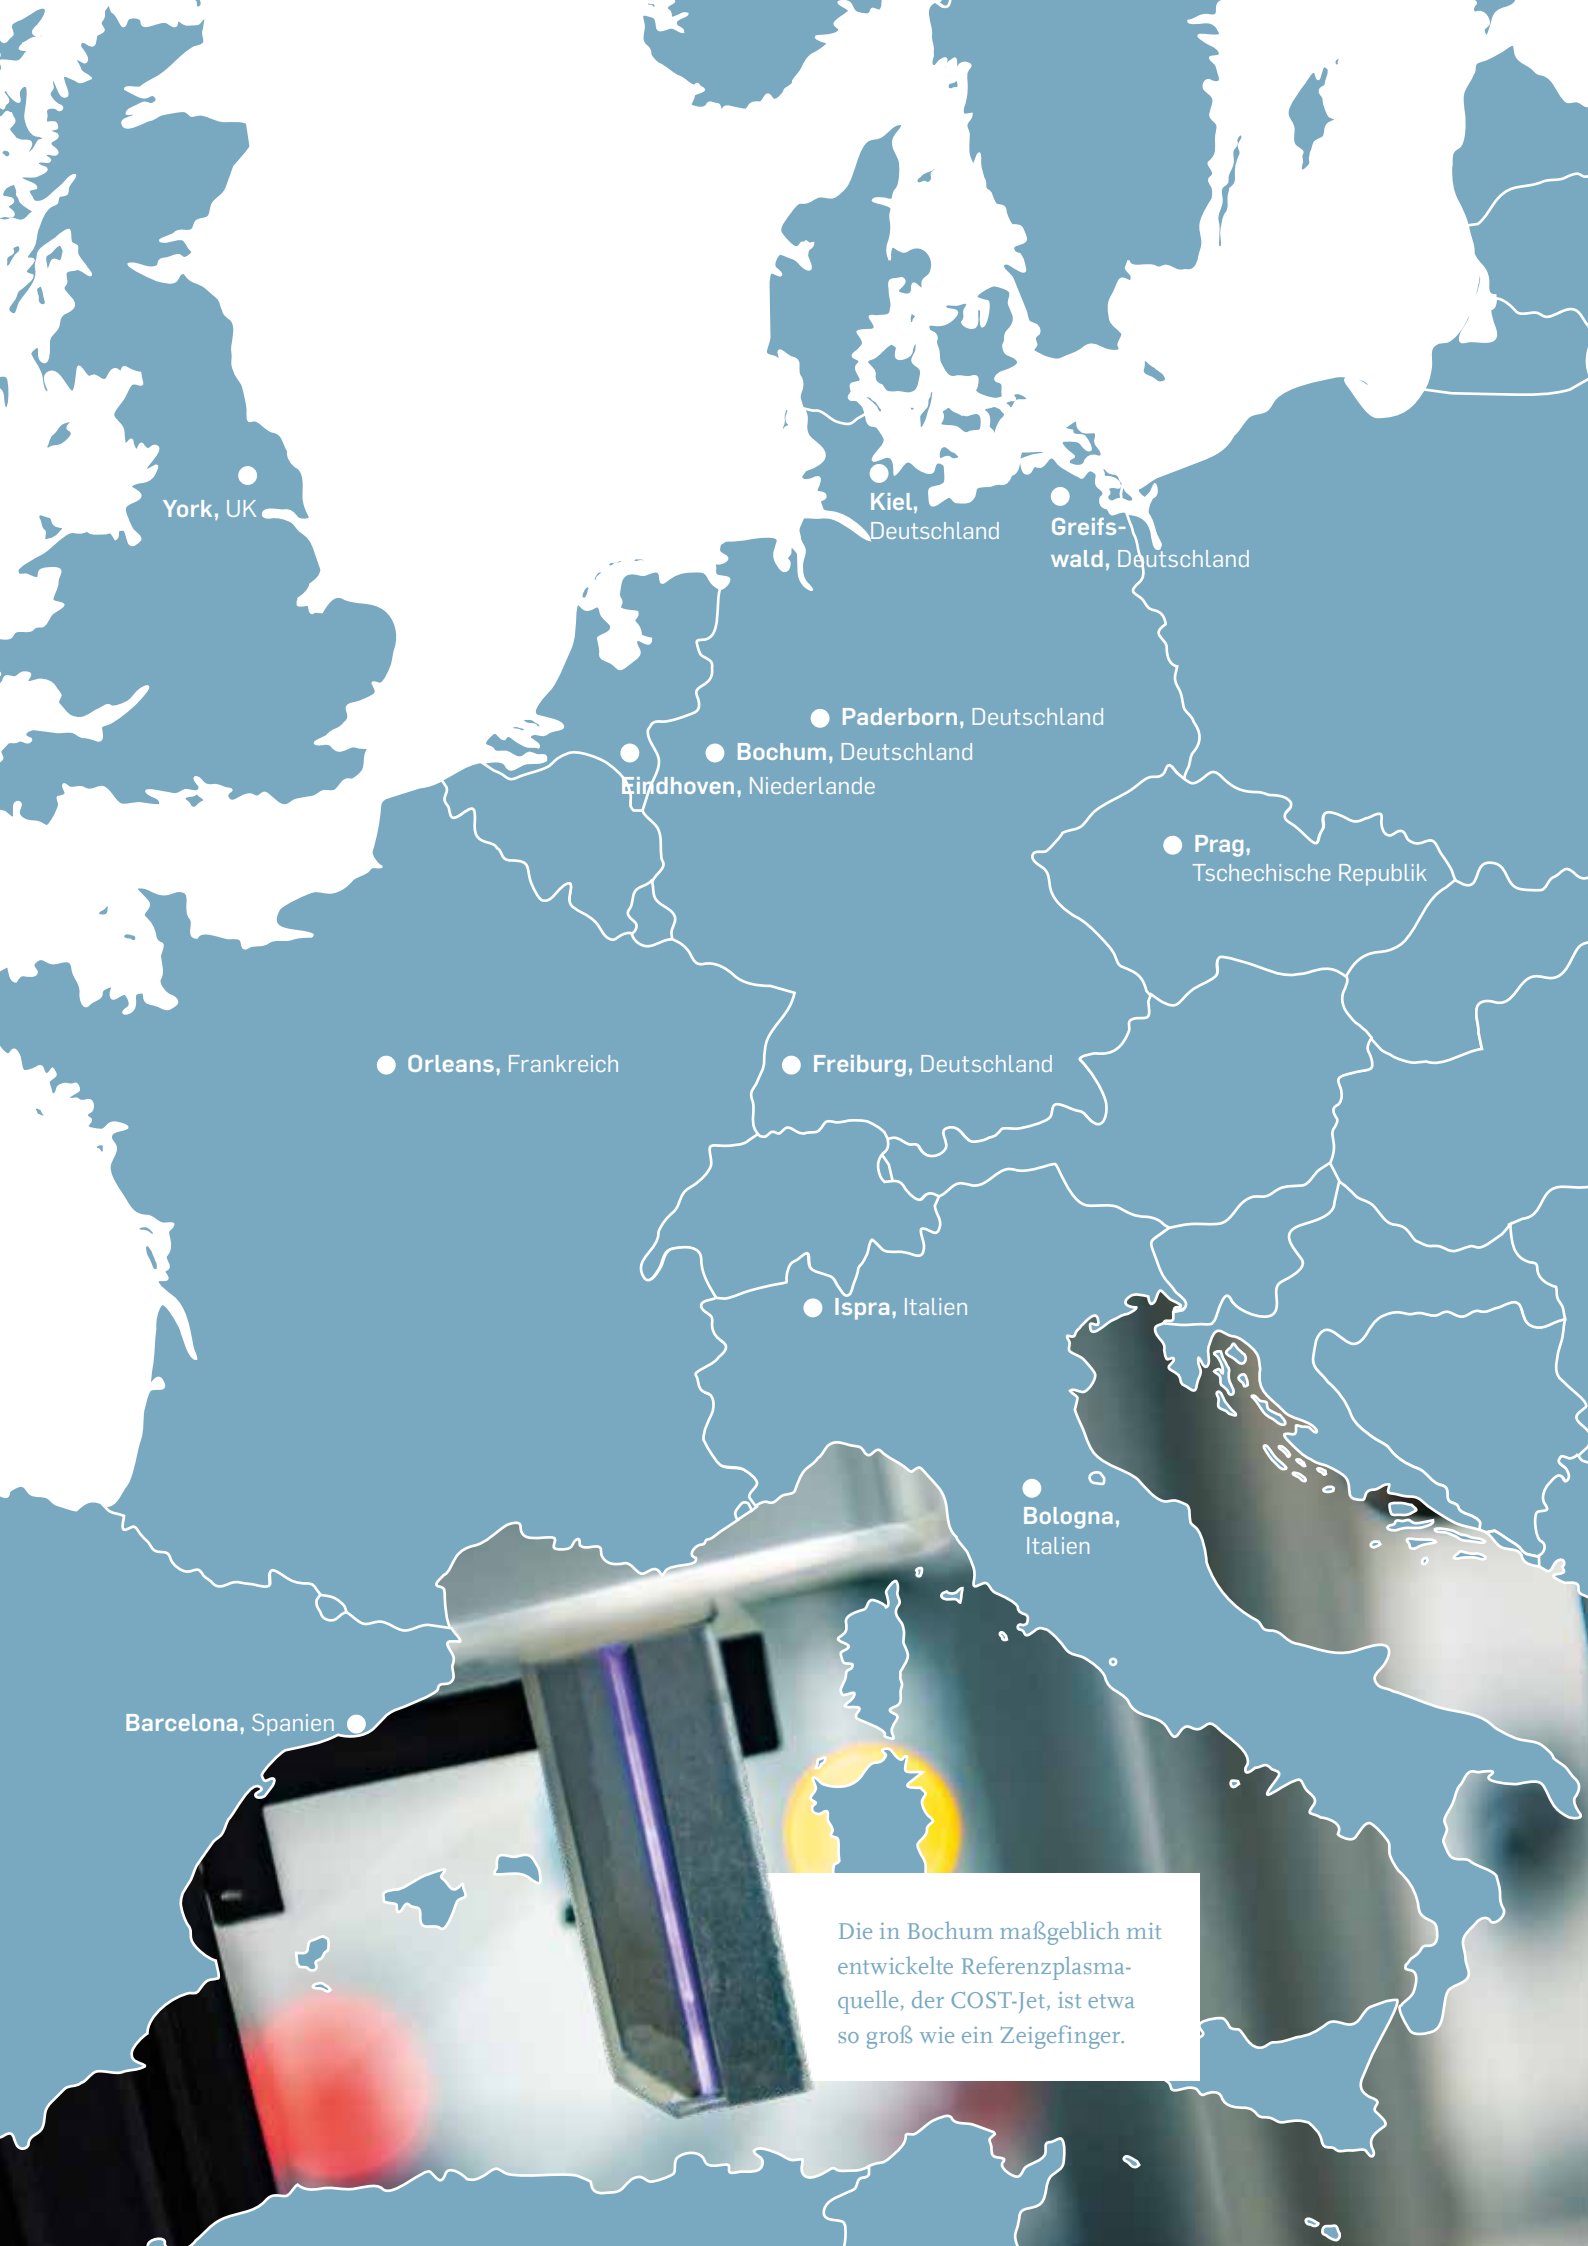 York, UK
Kiel,
Deutschland
Greifs-
wald, Deutschland
Paderborn, Deutschland
Bochum, Deutschland
Eindhoven, Niederlande
Prag,
Tschechische Republik
Orleans, Frankreich
Freiburg, Deutschland
Ispra, Italien
Bologna,
Italien
Barcelona, Spanien
Die in Bochum maßgeblich mit
entwickelte Referenzplasma-
quelle, der COST-Jet, ist etwa
so groß wie ein Zeigefinger.